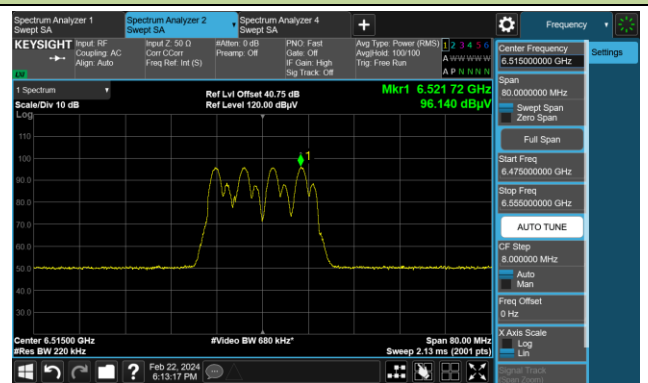 Spectrum Analyzer 1
Swept SA
Spectrum Analyzer 2
Swept SA
Spectrum Analyzer 4
Swept SA
+
Frequency
KEYSIGHT
Input: RF
Coupling: AC
Align: Auto
Input Z: 50 Ω
Corr CCorr
Freq Ref: Int (S)
#Atten: 0 dB
Preamp: Off
PNO: Fast
Gate: Off
IF Gain: High
Sig Track: Off
Avg Type: Power (RMS)
Avg|Hold: 100/100
Trig: Free Run
1 2 3 4 5 6
A W W W W W
A P N N N N
1 Spectrum
Scale/Div 10 dB
Log
Ref Lvl Offset 40.75 dB
Ref Level 120.00 dBµV
Mkr1 6.521 72 GHz
96.140 dBµV
110
100
90.0
80.0
70.0
60.0
50.0
40.0
30.0
1
Center 6.51500 GHz
#Res BW 220 kHz
#Video BW 680 kHz*
Span 80.00 MHz
Sweep 2.13 ms (2001 pts)
Center Frequency
6.515000000 GHz
Settings
Span
80.0000000 MHz
Swept Span
Zero Span
Full Span
Start Freq
6.475000000 GHz
Stop Freq
6.555000000 GHz
AUTO TUNE
CF Step
8.000000 MHz
Auto
Man
Freq Offset
0 Hz
X Axis Scale
Log
Lin
Signal Track
(Span Zoom)
?
Feb 22, 2024
6:13:17 PM